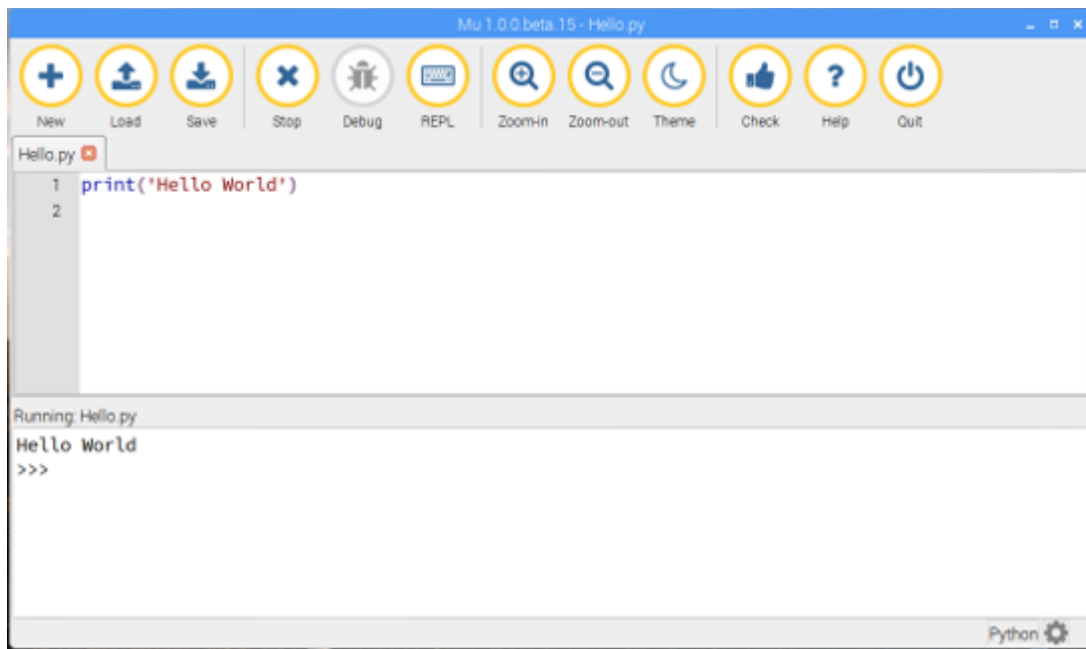 Mu 1.0.0.beta.15 - Hello.py
New Load Save Stop Debug REPL Zoom-in Zoom-out Theme Check Help Quit
Hello.py
1 print('Hello World')
2
Running: Hello.py
Hello World
>>>
Python